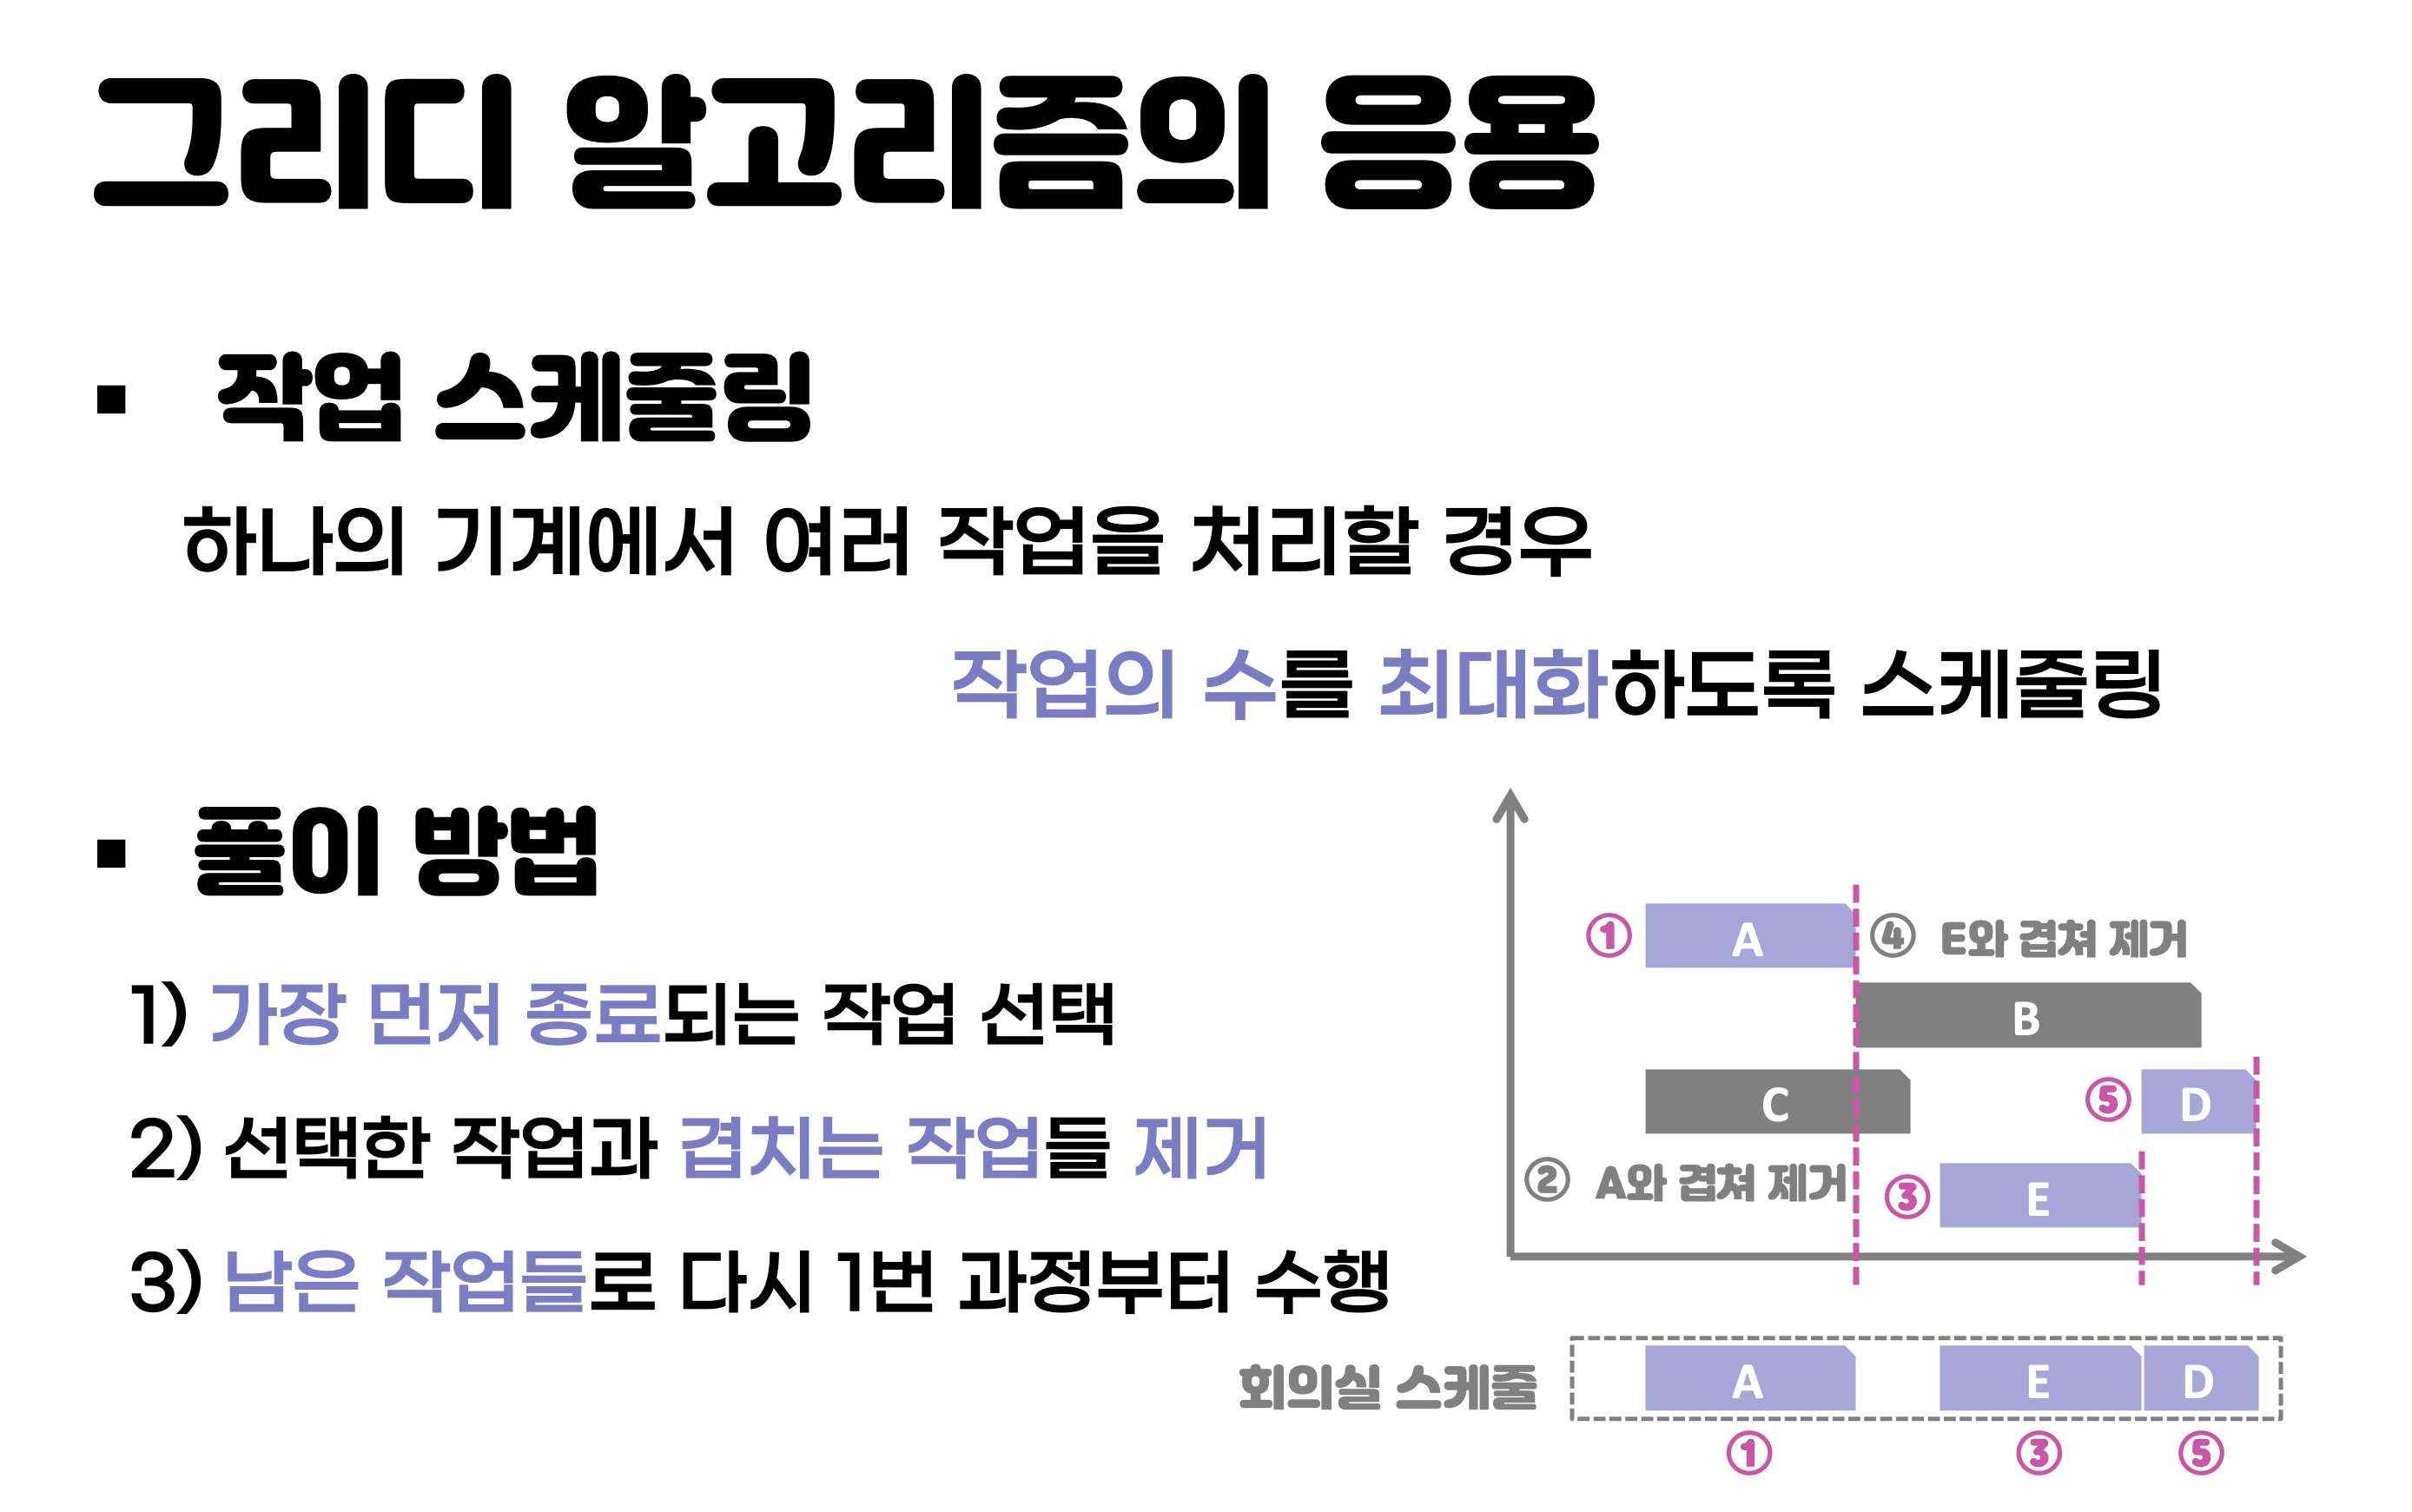 그리디 알고리즘의 응용
▪ 작업 스케줄링
하나의 기계에서 여러 작업을 처리할 경우
작업의 수를 최대화하도록 스케줄링
▪ 풀이 방법
1) 가장 먼저 종료되는 작업 선택
2) 선택한 작업과 겹치는 작업들 제거
3) 남은 작업들로 다시 1번 과정부터 수행
① A ④ E와 겹쳐 제거
B
C ⑤ D
② A와 겹쳐 제거 ③ E
회의실 스케줄 A E D
① ③ ⑤